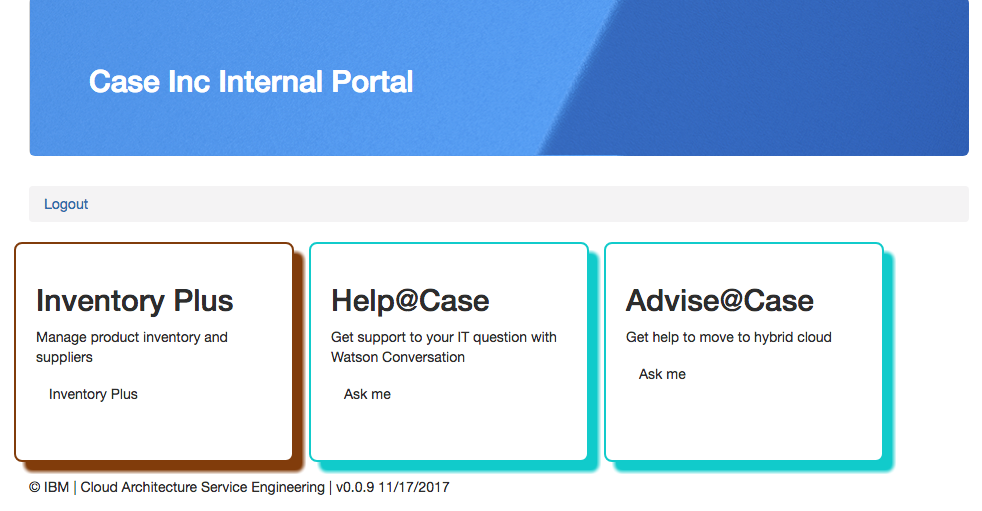 Case Inc Internal Portal
Logout
Inventory Plus
Manage product inventory and
suppliers
Inventory Plus
Help@Case
Get support to your IT question with
Watson Conversation
Ask me
Advise@Case
Get help to move to hybrid cloud
Ask me
© IBM | Cloud Architecture Service Engineering | v0.0.9 11/17/2017